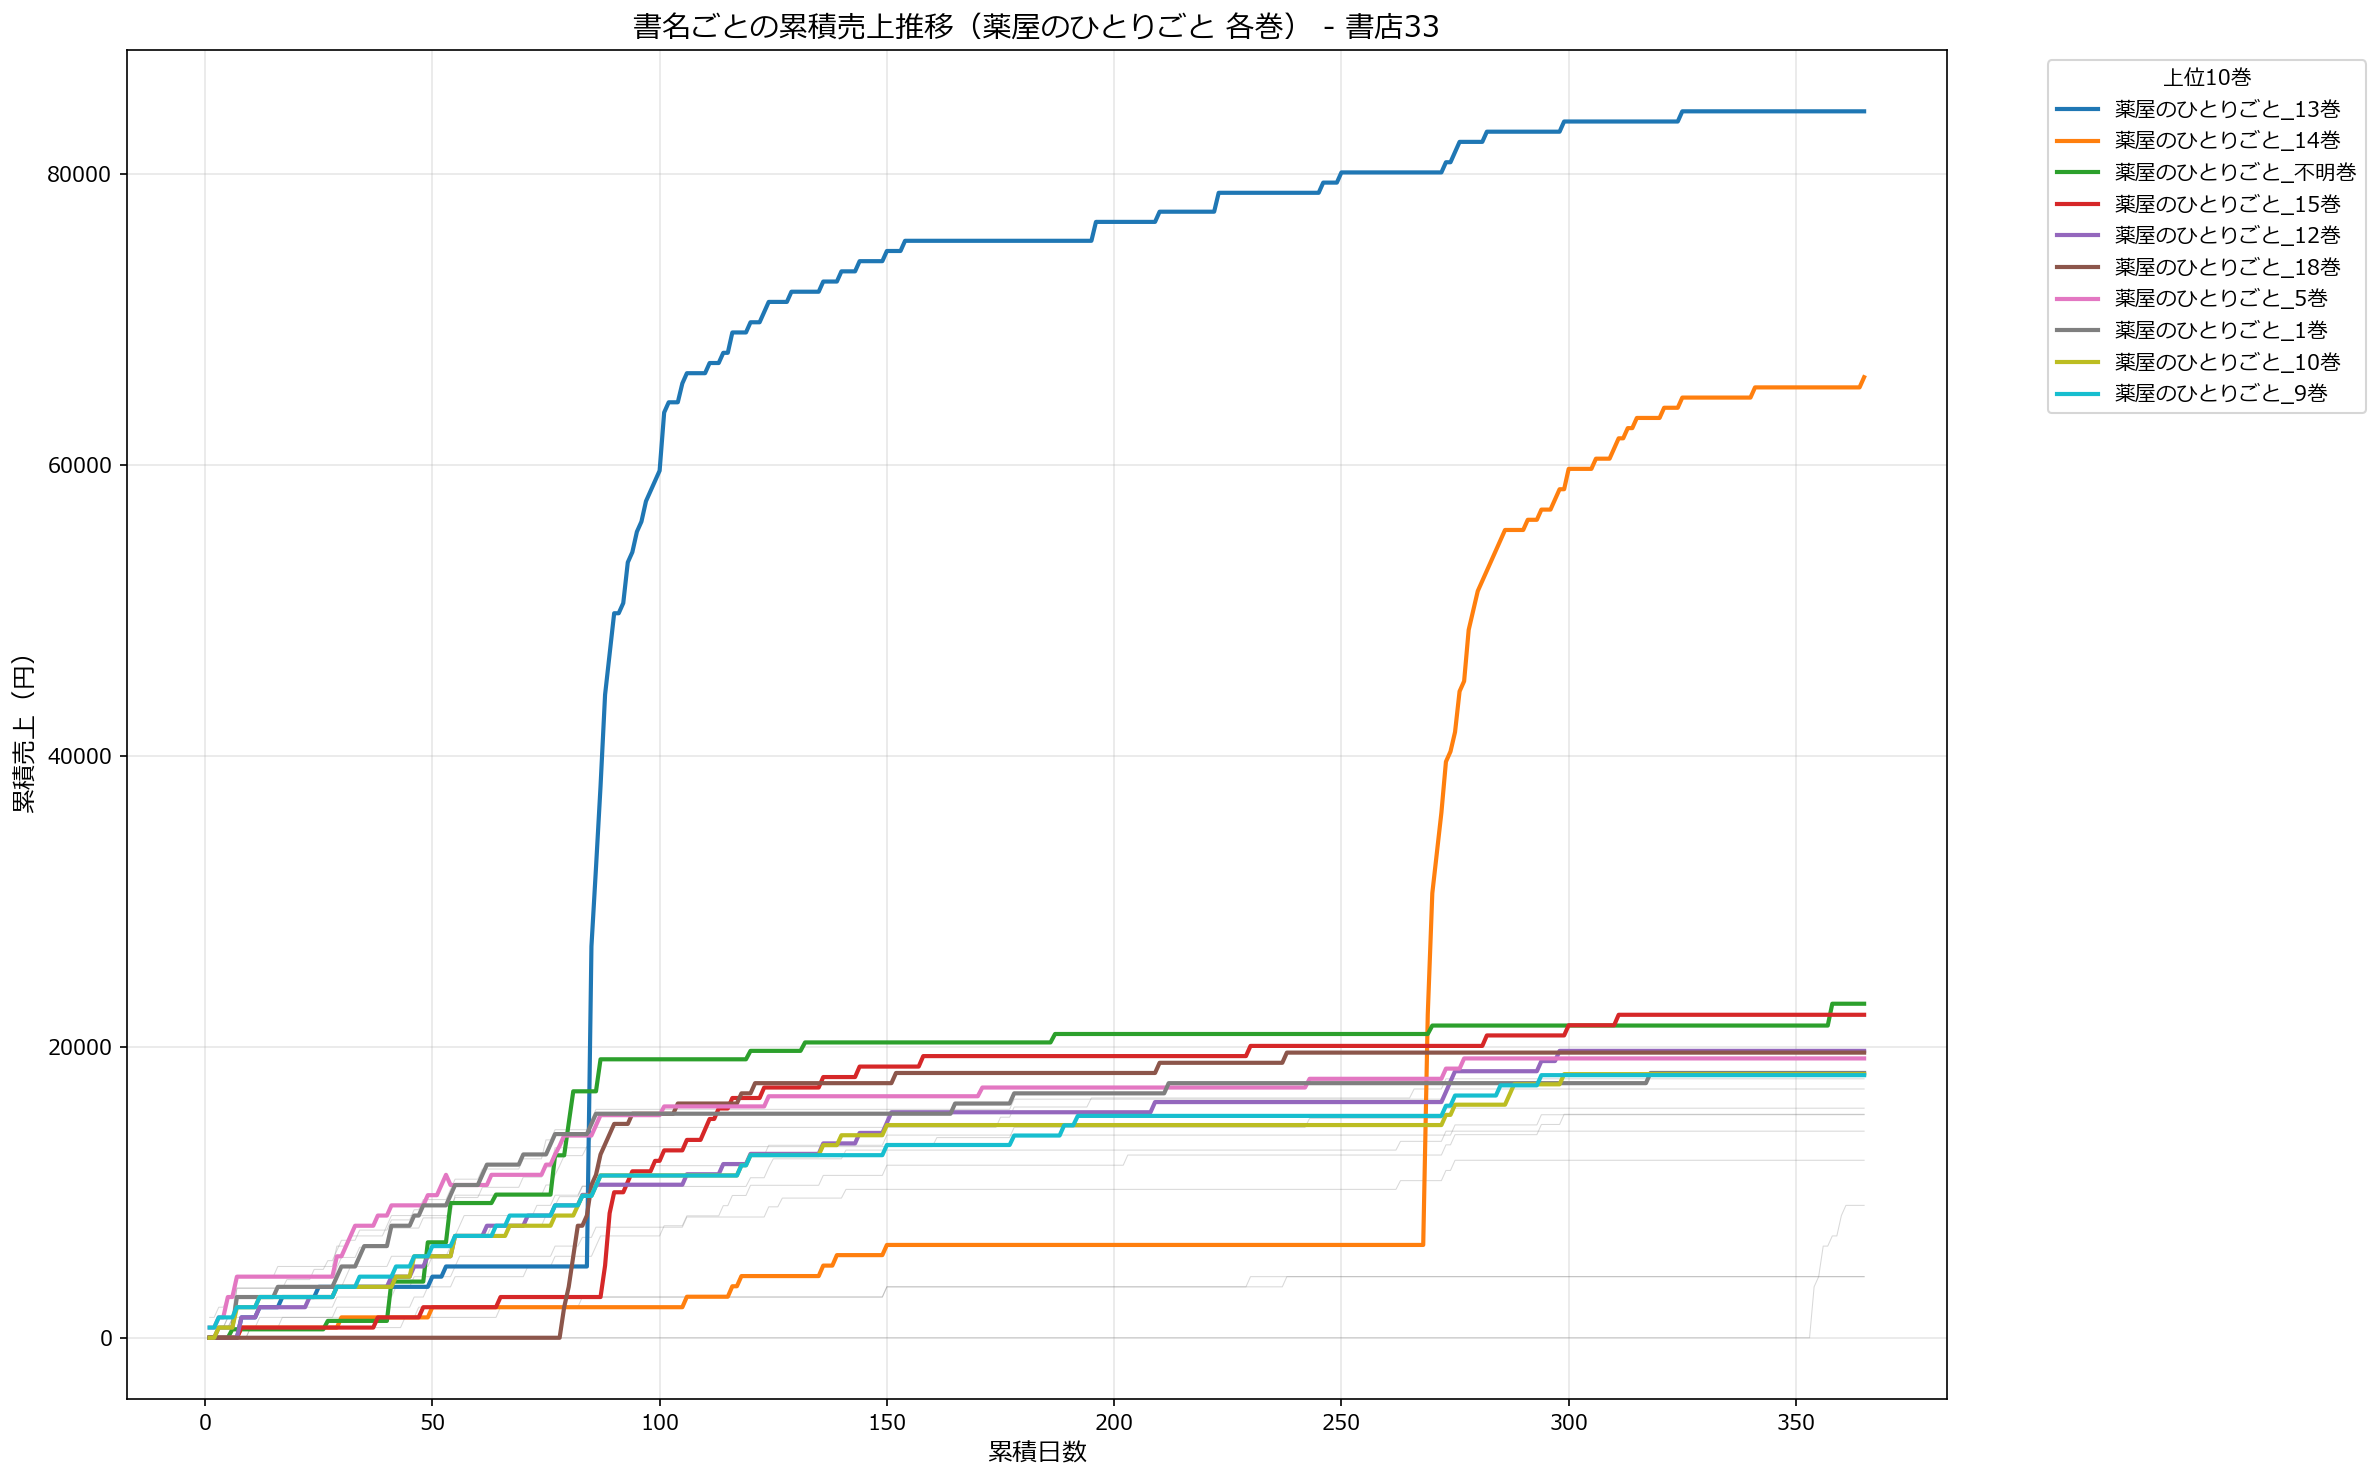 書名ごとの累積売上推移（薬屋のひとりごと 各巻） - 書店33
上位10巻
薬屋のひとりごと_13巻
薬屋のひとりごと_14巻
薬屋のひとりごと_不明巻
薬屋のひとりごと_15巻
薬屋のひとりごと_12巻
薬屋のひとりごと_18巻
薬屋のひとりごと_5巻
薬屋のひとりごと_1巻
薬屋のひとりごと_10巻
薬屋のひとりごと_9巻
累積売上（円）
80000
60000
40000
20000
0
0 50 100 150 200 250 300 350
累積日数